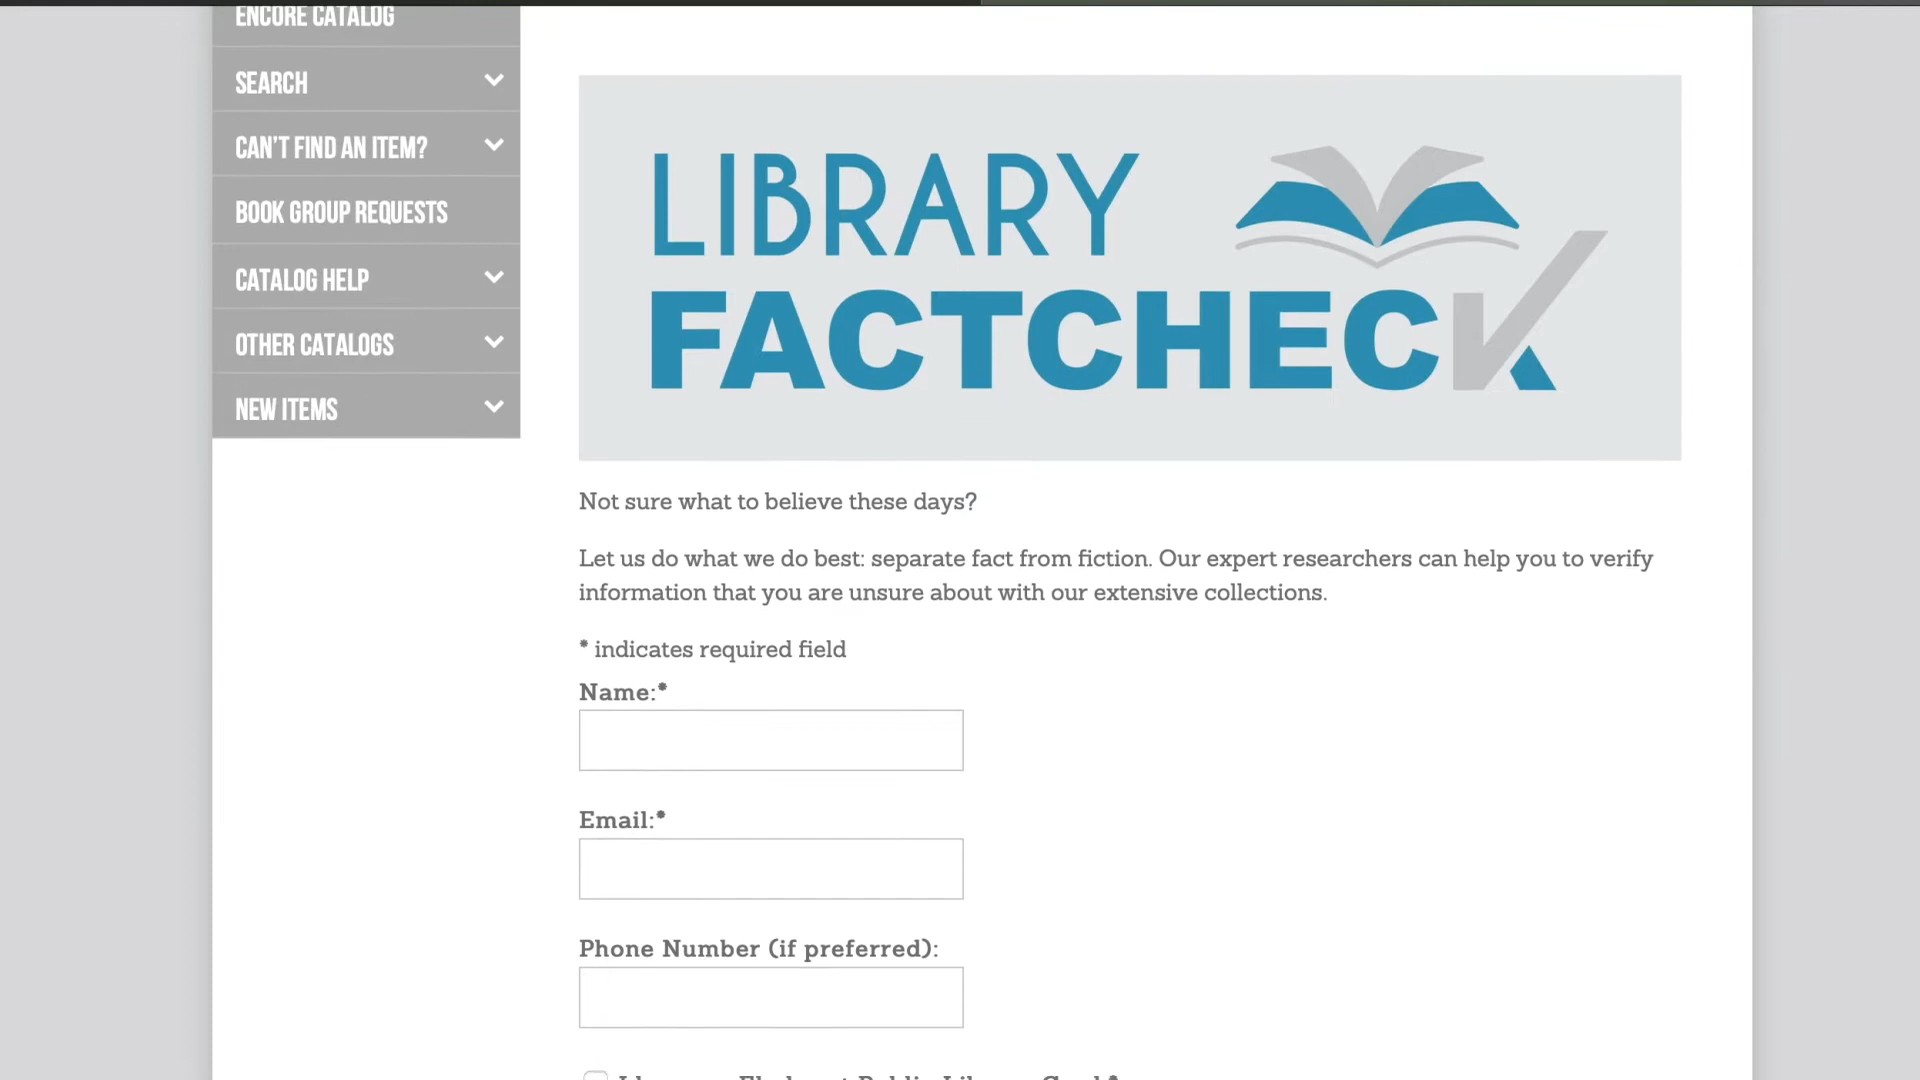 ENCORE CATALOG
SEARCH
CAN'T FIND AN ITEM?
BOOK GROUP REQUESTS
CATALOG HELP
OTHER CATALOGS
NEW ITEMS
LIBRARY
FACTCHECK
Not sure what to believe these days?
Let us do what we do best: separate fact from fiction. Our expert researchers can help you to verify
information that you are unsure about with our extensive collections.
* indicates required field
Name:*
Email:*
Phone Number (if preferred):